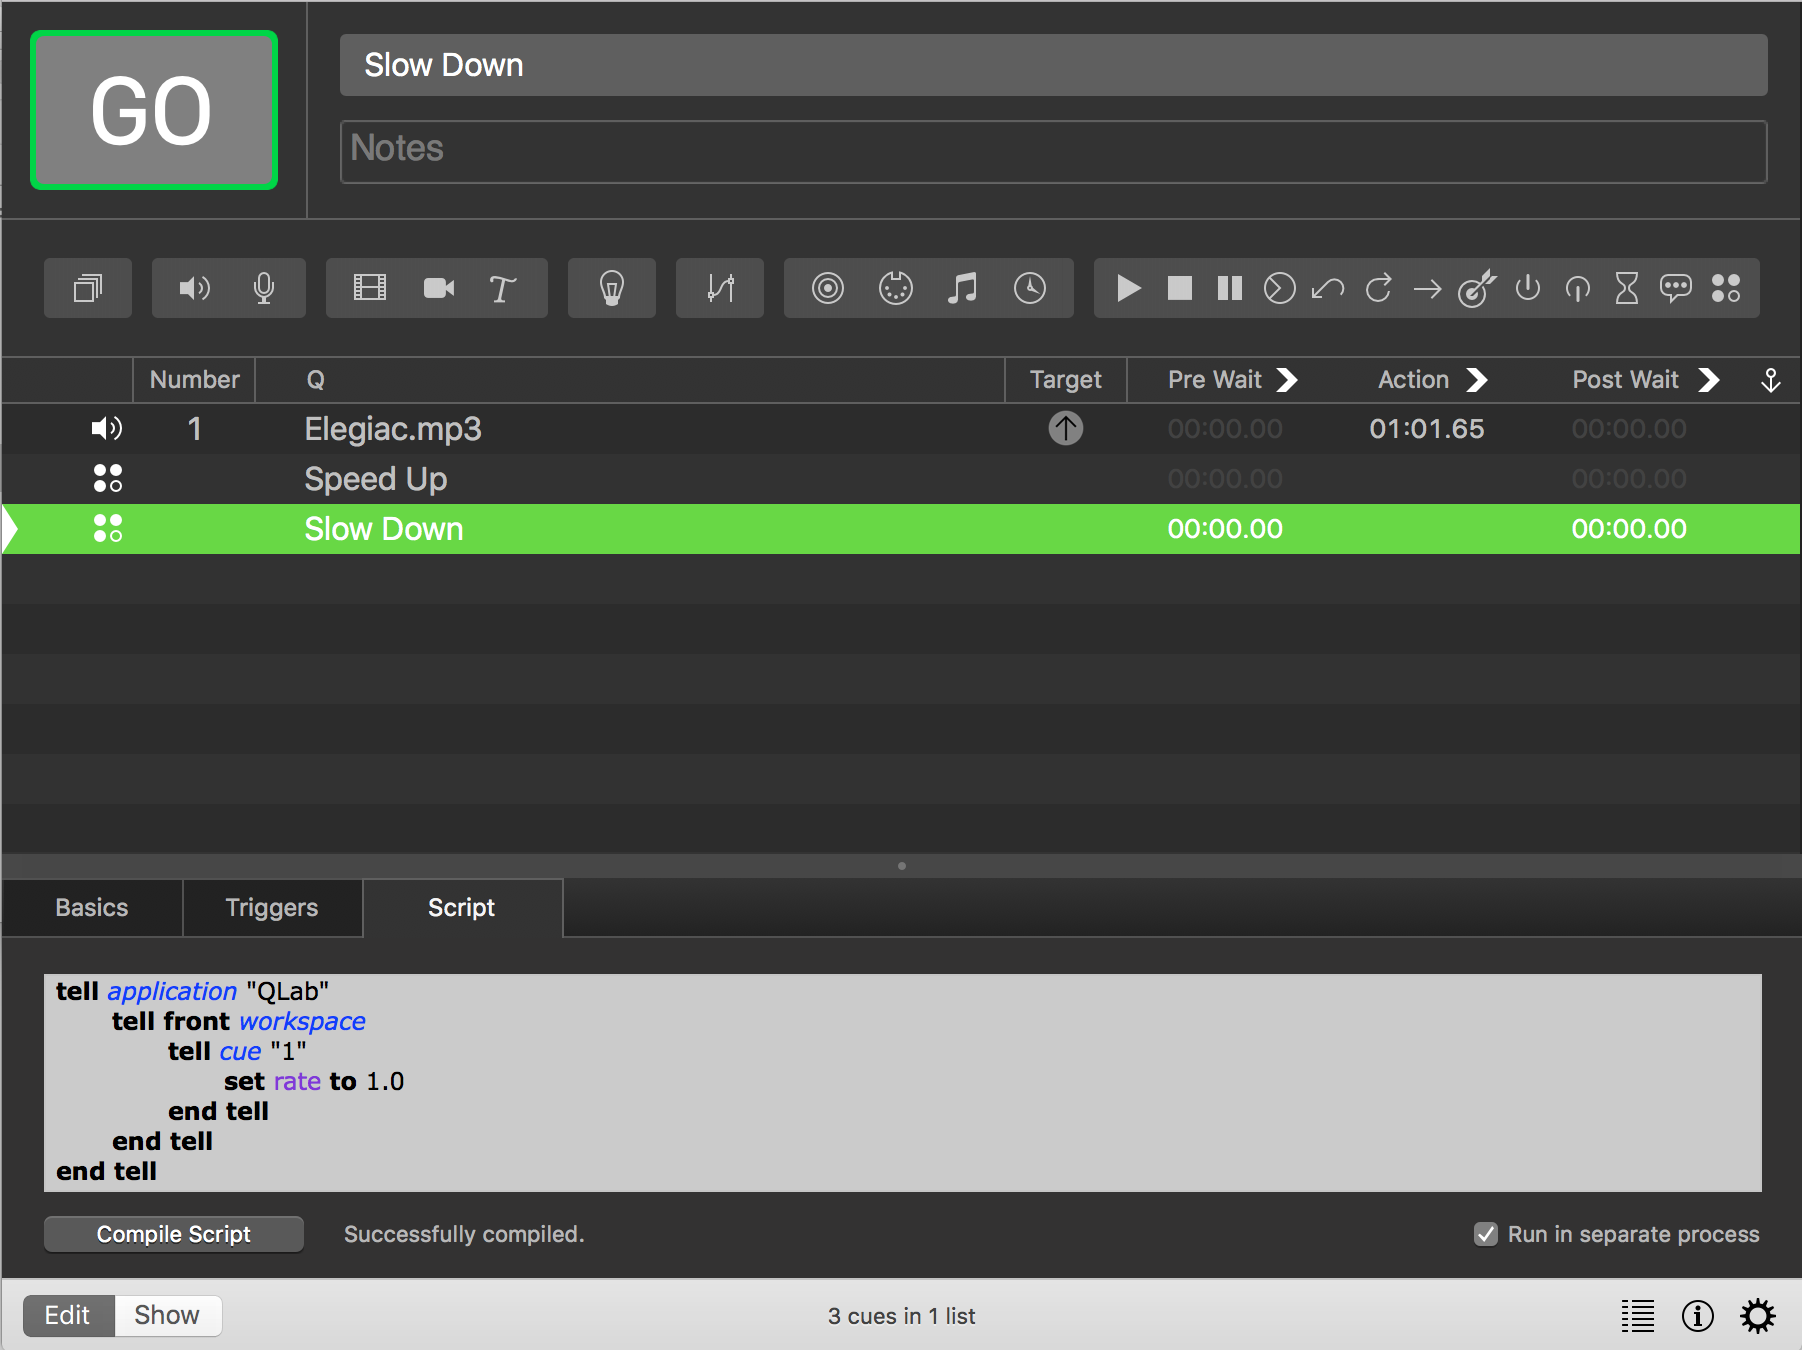 GO
Slow Down
Notes
Number Q Target Pre Wait Action Post Wait
1 Elegiac.mp3 00:00.00 01:01.65 00:00.00
Speed Up 00:00.00 00:00.00
Slow Down 00:00.00 00:00.00
Basics Triggers Script
tell application "QLab"
tell front workspace
tell cue "1"
set rate to 1.0
end tell
end tell
end tell
Compile Script Successfully compiled. Run in separate process
Edit Show 3 cues in 1 list